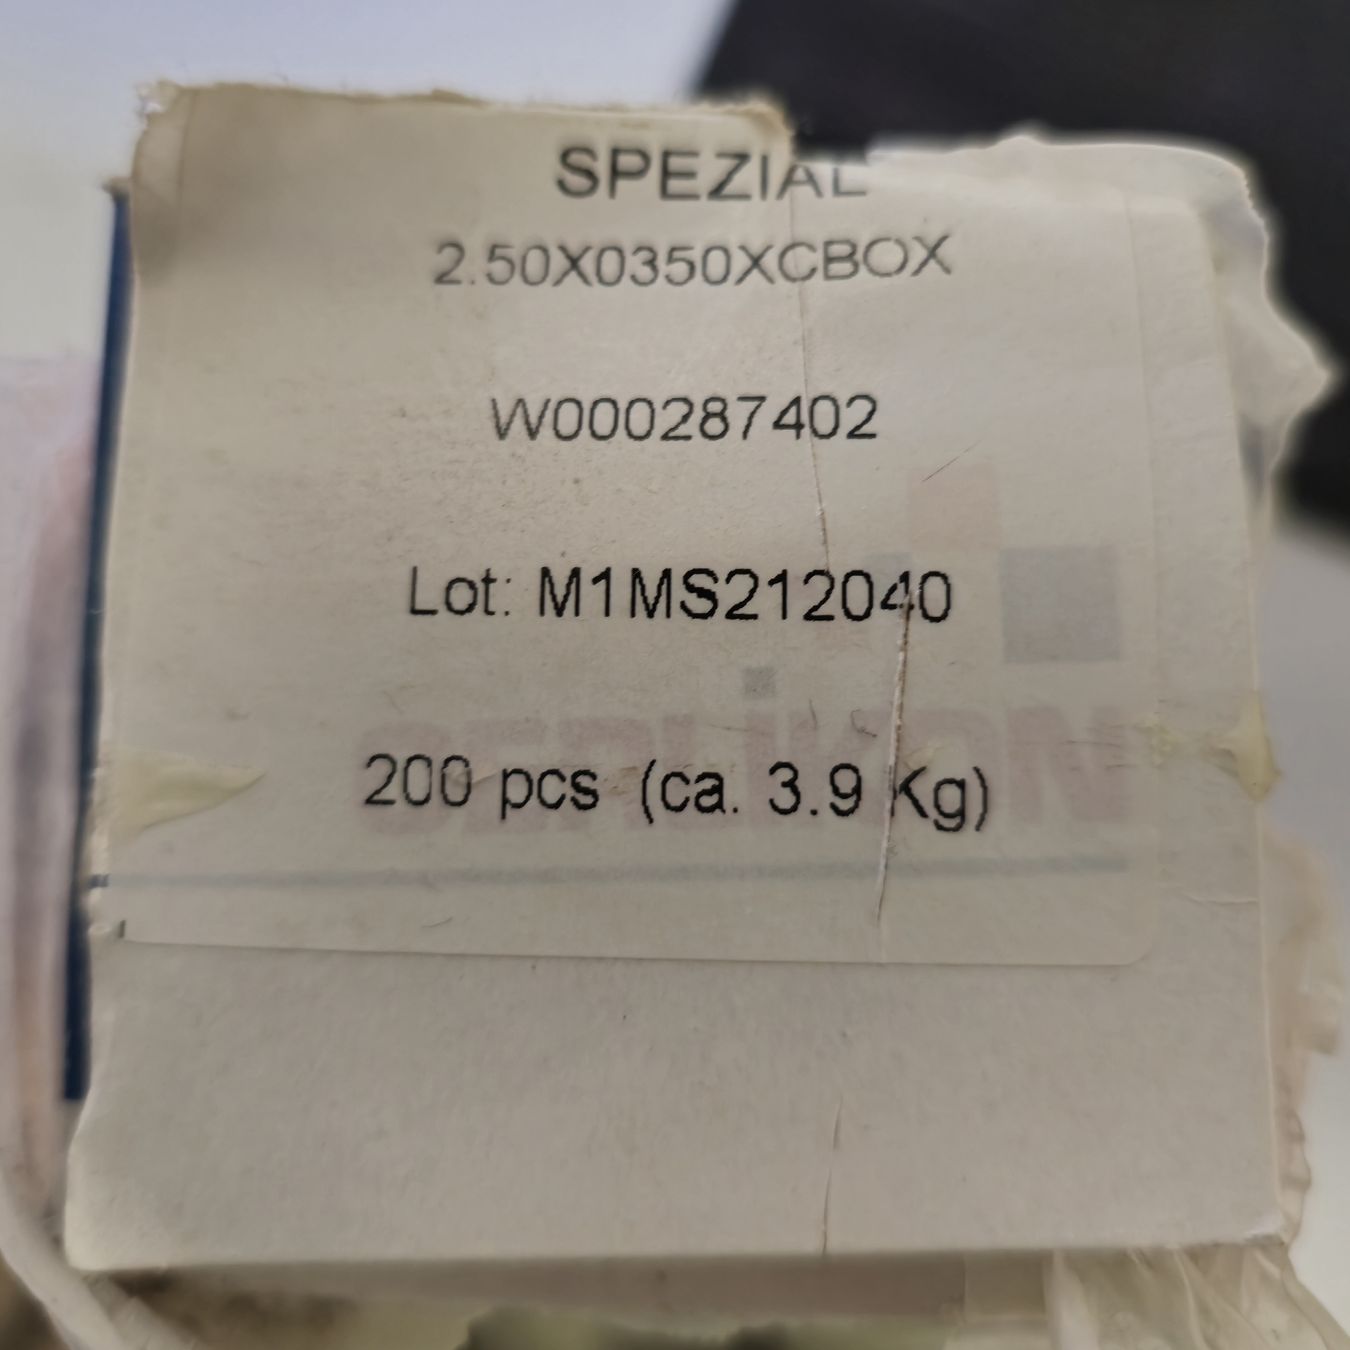 SPEZIAL
2.50X0350XCBOX
W000287402
Lot: M1MS212040
200 pcs (ca. 3.9 Kg)